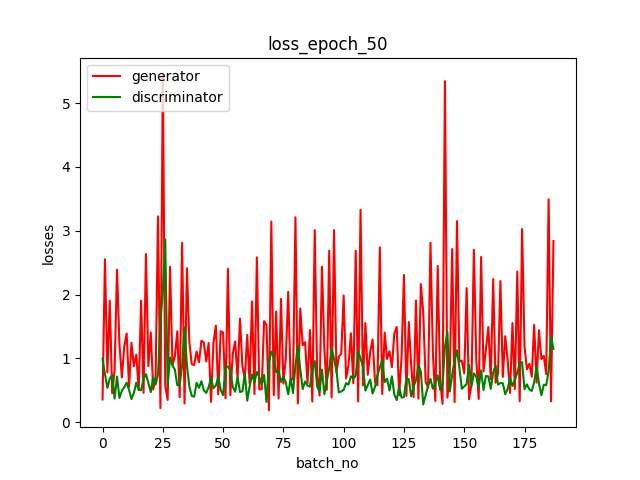 loss_epoch_50
generator
discriminator
losses
5
4
3
2
1
0
0 25 50 75 100 125 150 175
batch_no